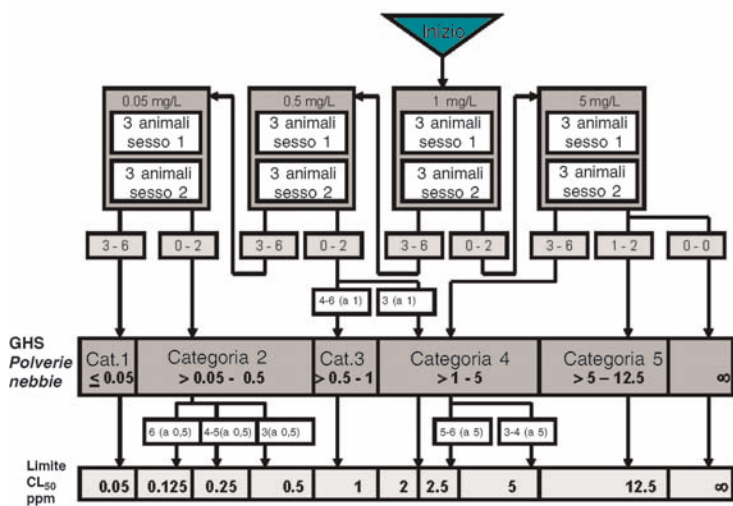 Inizio
0.05 mg/L
3 animali
sesso 1
3 animali
sesso 2
0.5 mg/L
3 animali
sesso 1
3 animali
sesso 2
1 mg/L
3 animali
sesso 1
3 animali
sesso 2
5 mg/L
3 animali
sesso 1
3 animali
sesso 2
3 - 6
0 - 2
3 - 6
0 - 2
3 - 6
0 - 2
3 - 6
1 - 2
0 - 0
4-6 (a 1)
3 (a 1)
GHS
Polverie
nebbie
Cat.1
≤ 0.05
Categoria 2
> 0.05 - 0.5
Cat.3
> 0.5 - 1
Categoria 4
> 1 - 5
Categoria 5
> 5 – 12.5
∞
6 (a 0,5)
4-5(a 0,5)
3(a 0,5)
5-6 (a 5)
3-4 (a 5)
Limite
CL50
ppm
0.05
0.125
0.25
0.5
1
2
2.5
5
12.5
∞